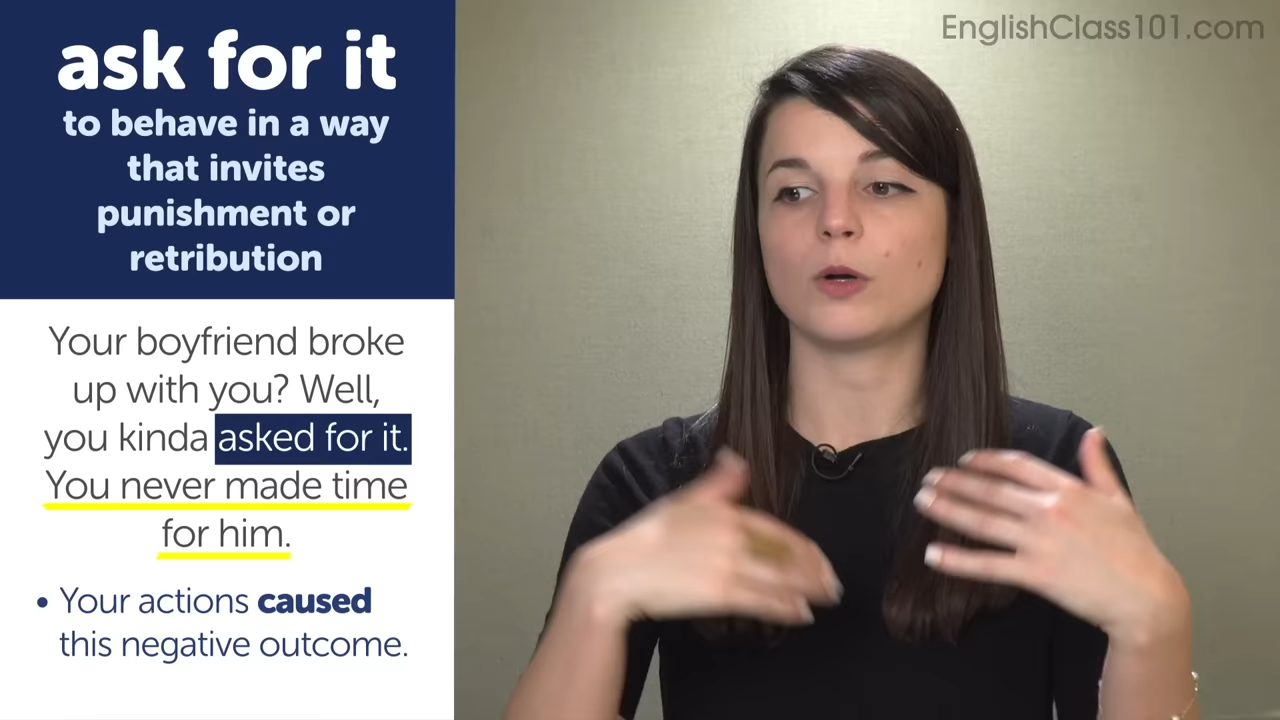 ask for it
to behave in a way
that invites
punishment or
retribution
Your boyfriend broke
up with you? Well,
you kinda asked for it.
You never made time
for him.
• Your actions caused
this negative outcome.
EnglishClass101.com